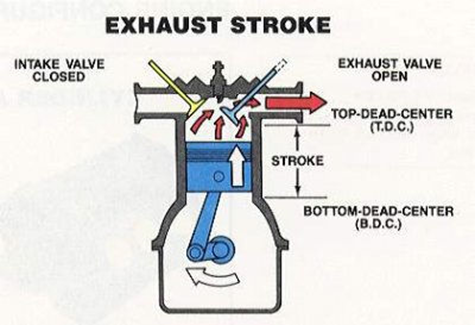 EXHAUST STROKE
INTAKE VALVE
CLOSED
EXHAUST VALVE
OPEN
TOP-DEAD-CENTER
(T.D.C.)
STROKE
BOTTOM-DEAD-CENTER
(B.D.C.)